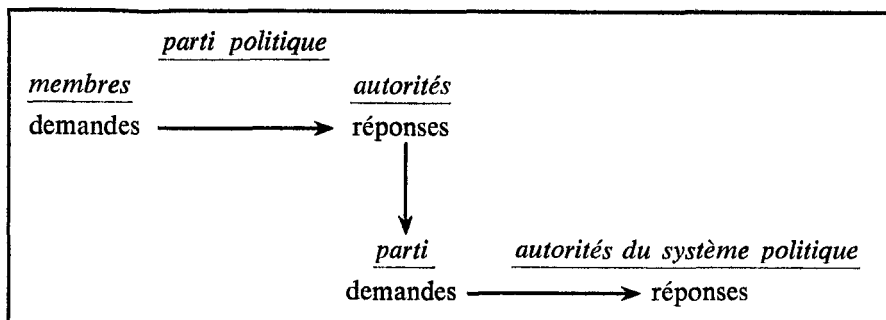 parti politique
membres autorités
demandes réponses
parti autorités du système politique
demandes réponses